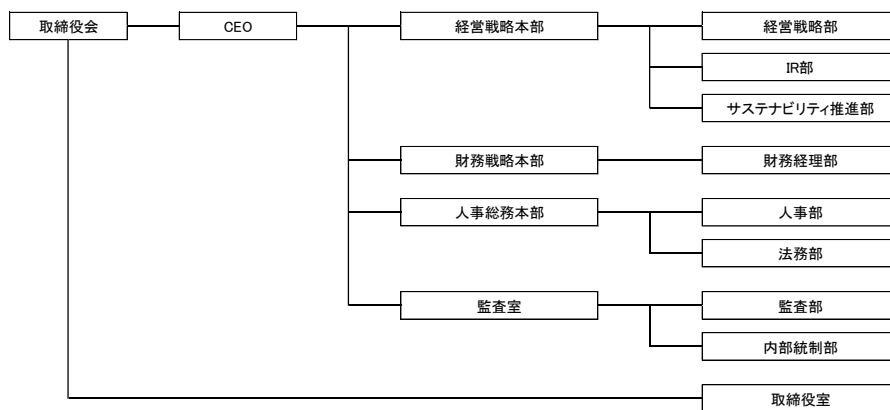 取締役会
CEO
経営戦略本部
経営戦略部
IR部
サステナビリティ推進部
財務戦略本部
財務経理部
人事総務本部
人事部
法務部
監査室
監査部
内部統制部
取締役室